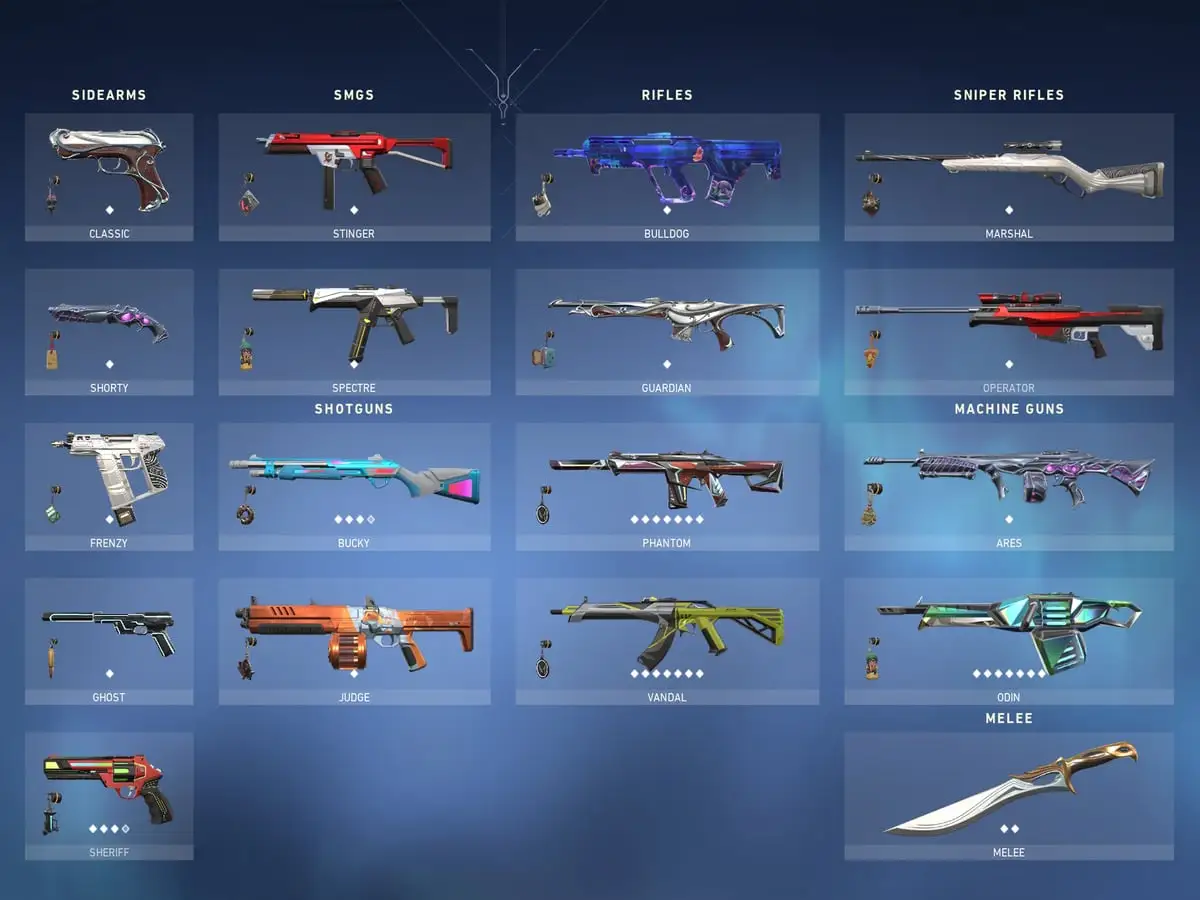 SIDEARMS
SMGS
RIFLES
SNIPER RIFLES
CLASSIC
STINGER
BULLDOG
MARSHAL
SHORTY
SPECTRE
GUARDIAN
OPERATOR
SHOTGUNS
MACHINE GUNS
FRENZY
BUCKY
PHANTOM
ARES
GHOST
JUDGE
VANDAL
ODIN
MELEE
SHERIFF
MELEE